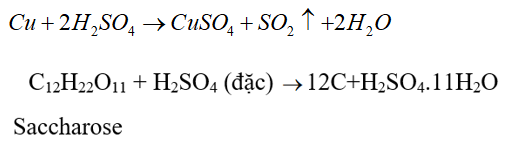 Cu + 2H₂SO₄ → CuSO₄ + SO₂ ↑ +2H₂O
C₁₂H₂₂O₁₁ + H₂SO₄ (đặc) → 12C+H₂SO₄.11H₂O
Saccharose